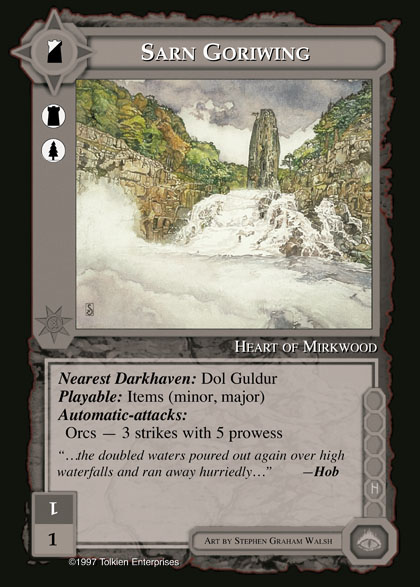 SARN GORIWING
HEART OF MIRKWOOD
Nearest Darkhaven: Dol Guldur
Playable: Items (minor, major)
Automatic-attacks:
Orcs — 3 strikes with 5 prowess
“…the doubled waters poured out again over high
waterfalls and ran away hurriedly…” —Hob
H
1
1
ART BY STEPHEN GRAHAM WALSH
©1997 Tolkien Enterprises